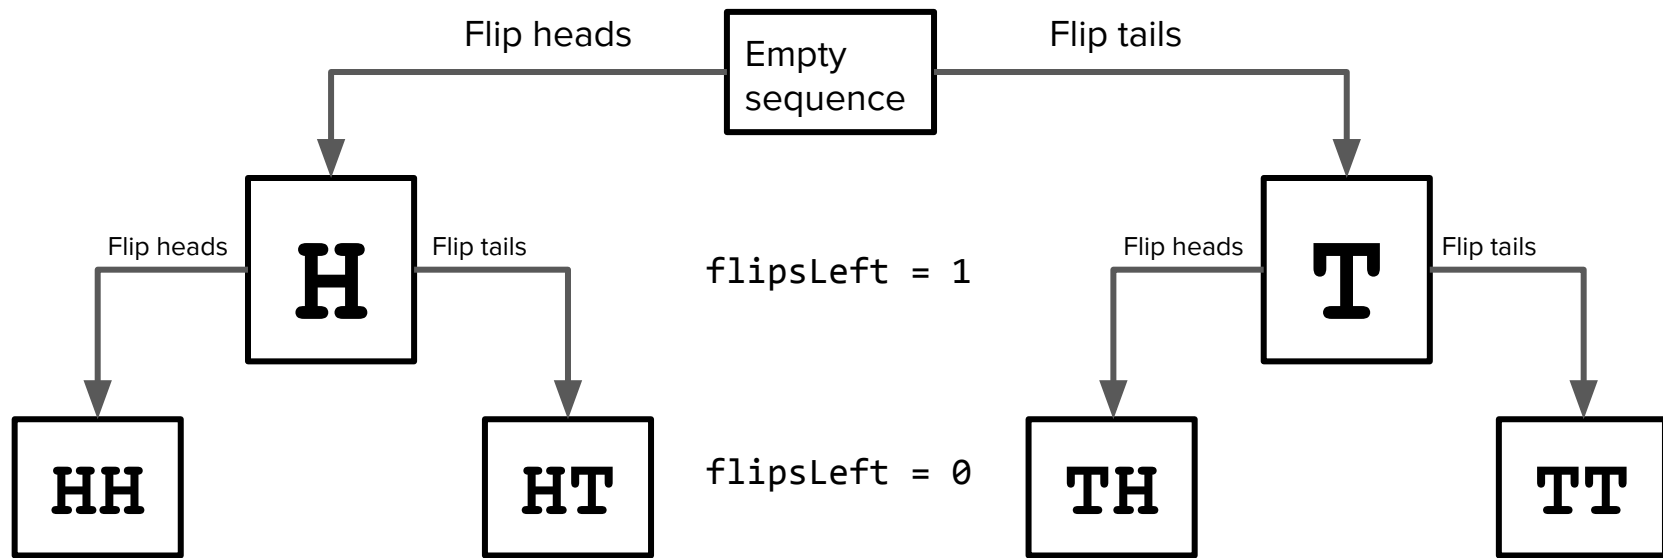 Flip heads
Empty
sequence
Flip tails
Flip heads
H
Flip tails
flipsLeft = 1
Flip heads
T
Flip tails
HH
HT
flipsLeft = 0
TH
TT